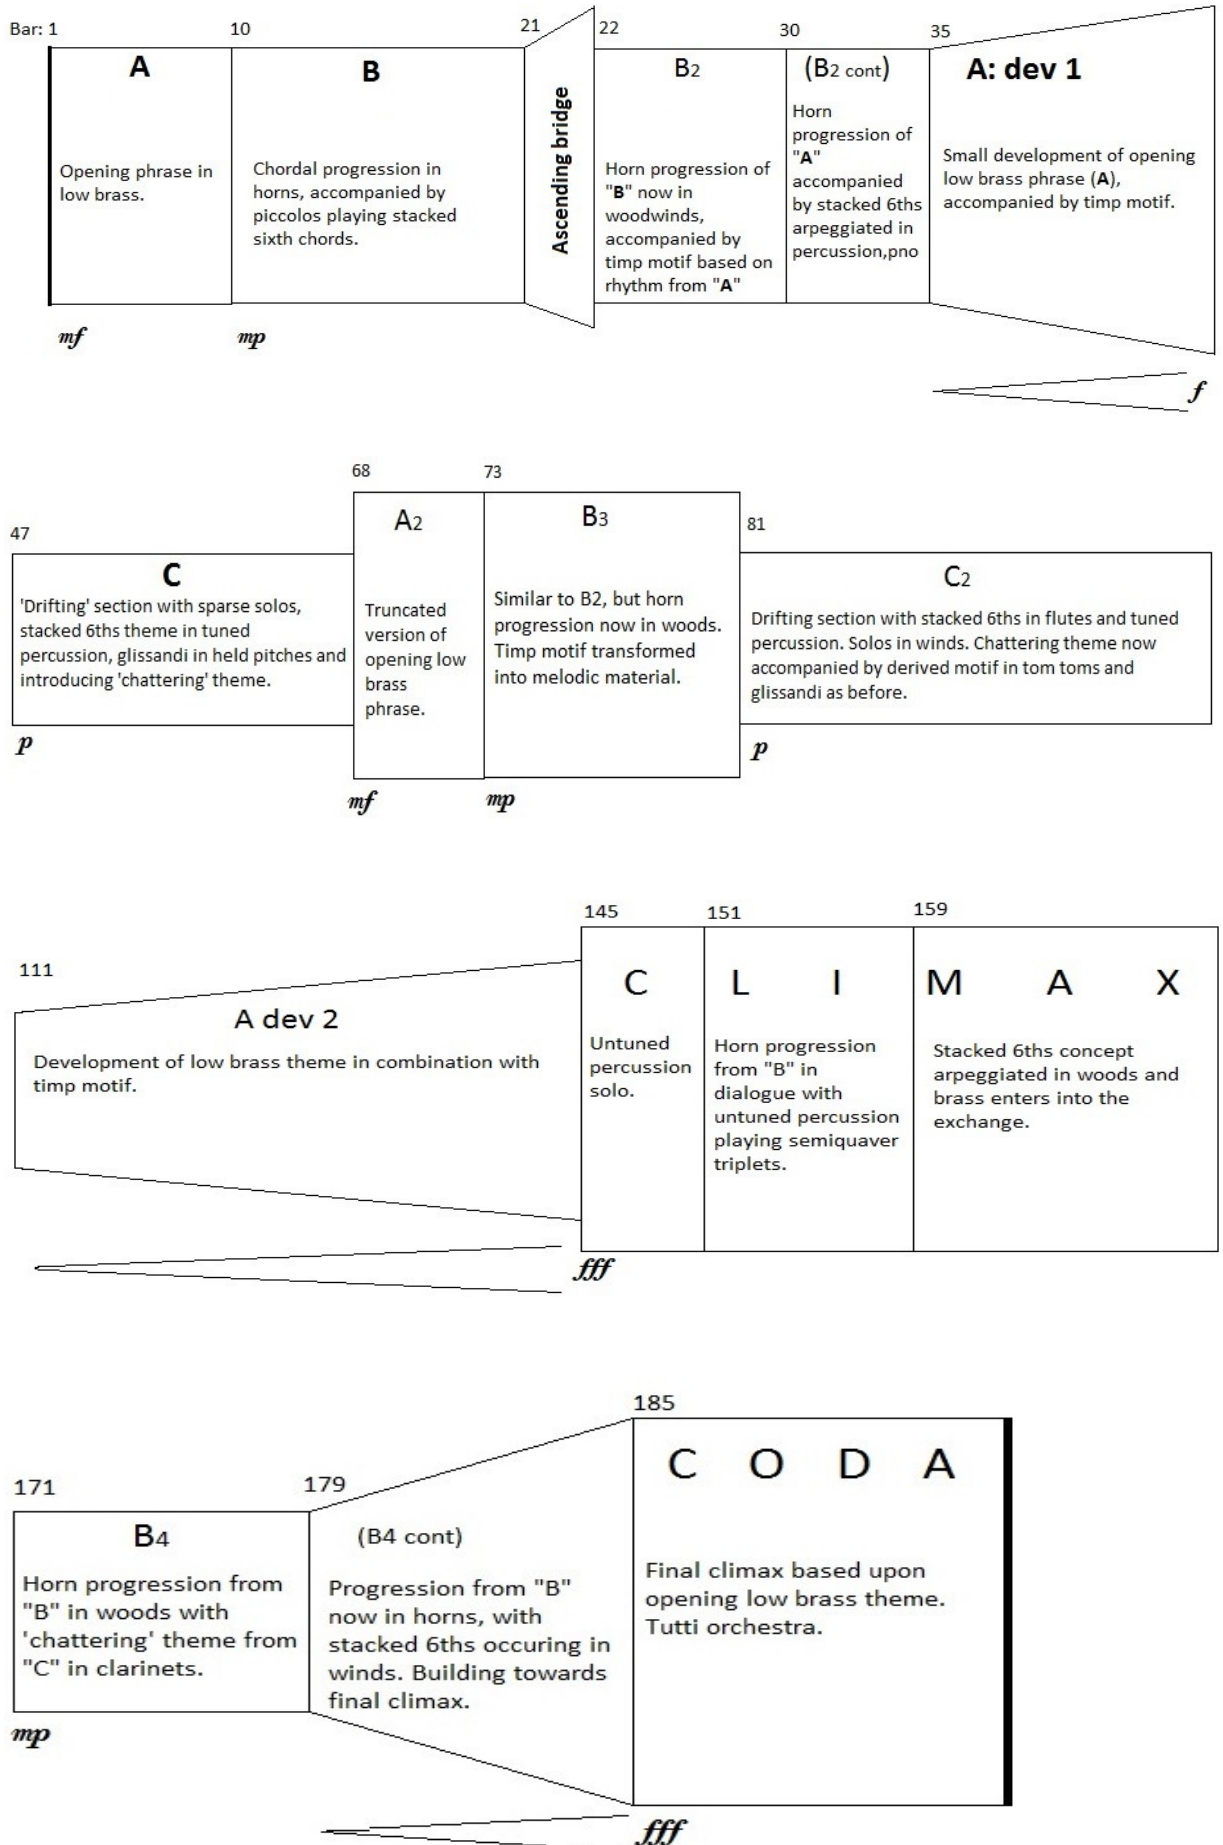 Bar: 1
10
21
22
30
35
A
Opening phrase in
low brass.
B
Chordal progression in
horns, accompanied by
piccolos playing stacked
sixth chords.
Ascending bridge
B2
Horn progression of
"B" now in
woodwinds,
accompanied by
timp motif based on
rhythm from "A"
(B2 cont)
Horn
progression of
"A"
accompanied
by stacked 6ths
arpeggiated in
percussion,pno
A: dev 1
Small development of opening
low brass phrase (A),
accompanied by timp motif.
mf
mp
f
47
68
73
81
C
'Drifting' section with sparse solos,
stacked 6ths theme in tuned
percussion, glissandi in held pitches and
introducing 'chattering' theme.
A2
Truncated
version of
opening low
brass
phrase.
B3
Similar to B2, but horn
progression now in woods.
Timp motif transformed
into melodic material.
C2
Drifting section with stacked 6ths in flutes and tuned
percussion. Solos in winds. Chattering theme now
accompanied by derived motif in tom toms and
glissandi as before.
p
mf
mp
p
111
145
151
159
A dev 2
Development of low brass theme in combination with
timp motif.
C L I M A X
Untuned
percussion
solo.
Horn progression
from "B" in
dialogue with
untuned percussion
playing semiquaver
triplets.
Stacked 6ths concept
arpeggiated in woods and
brass enters into the
exchange.
fff
171
179
185
B4
Horn progression from
"B" in woods with
'chattering' theme from
"C" in clarinets.
(B4 cont)
Progression from "B"
now in horns, with
stacked 6ths occuring in
winds. Building towards
final climax.
C O D A
Final climax based upon
opening low brass theme.
Tutti orchestra.
mp
fff